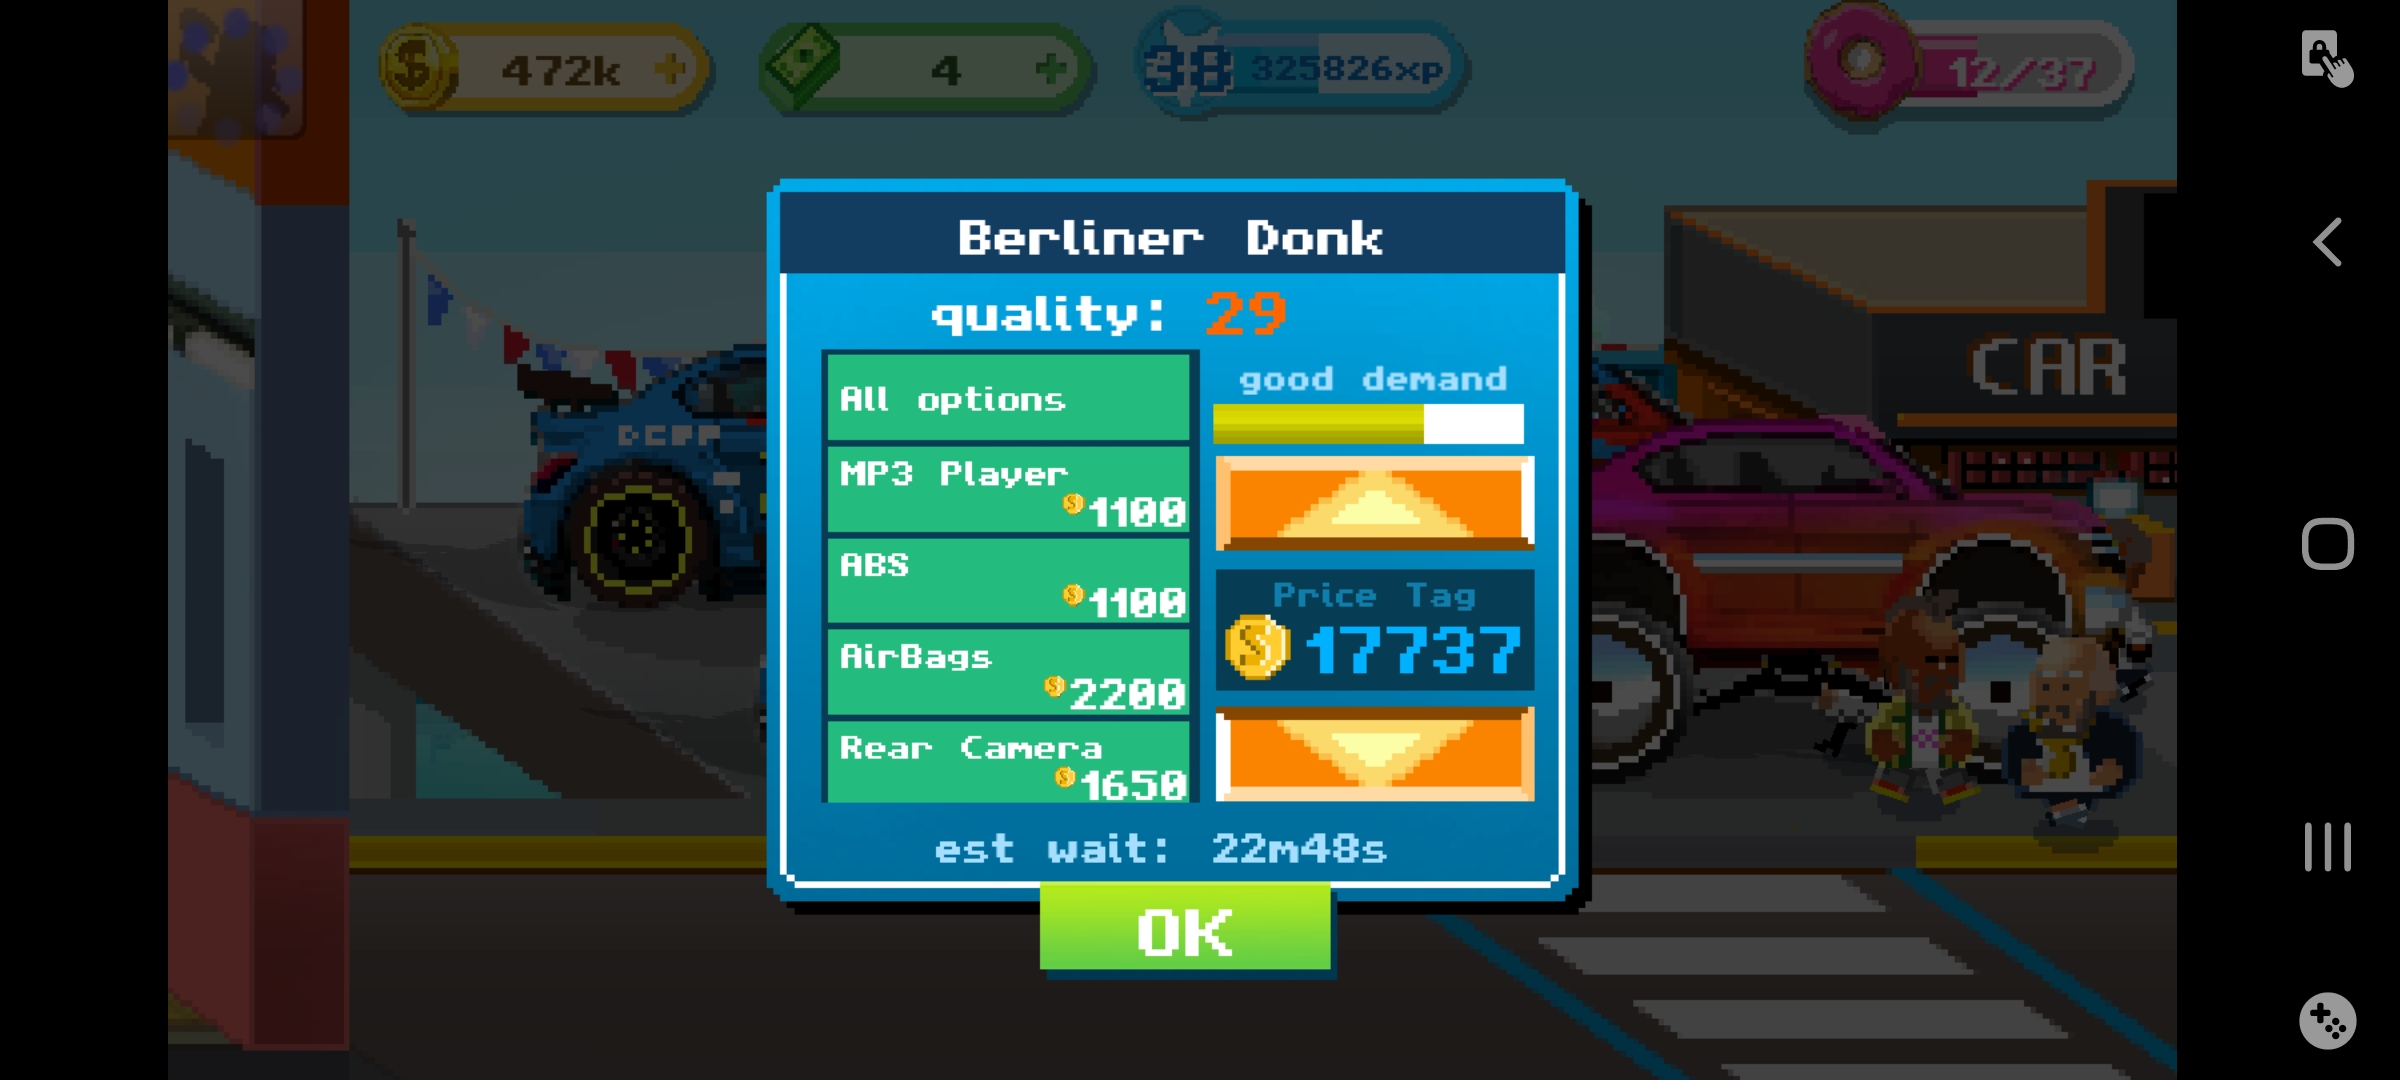 472k
4
38
325826xp
12/37
Berliner Donk
quality: 29
All options
MP3 Player
1100
ABS
1100
AirBags
2200
Rear Camera
1650
good demand
Price Tag
17737
est wait: 22m48s
OK
CAR